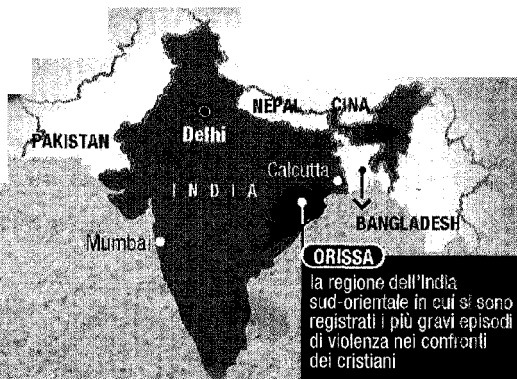 NEPAL
CINA
PAKISTAN
Delhi
Calcutta
INDIA
BANGLADESH
Mumbai
ORISSA
la regione dell'India
sud-orientale in cui si sono
registrati i più gravi episodi
di violenza nei confronti
dei cristiani